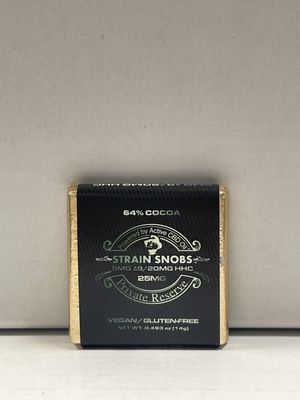 64% COCOA
Powered by Active CBD Oil
STRAIN SNOBS
5MG Δ9/20MG HHC
25MG
Private Reserve
VEGAN/GLUTEN-FREE
NET WT. 0.493 oz (14g)